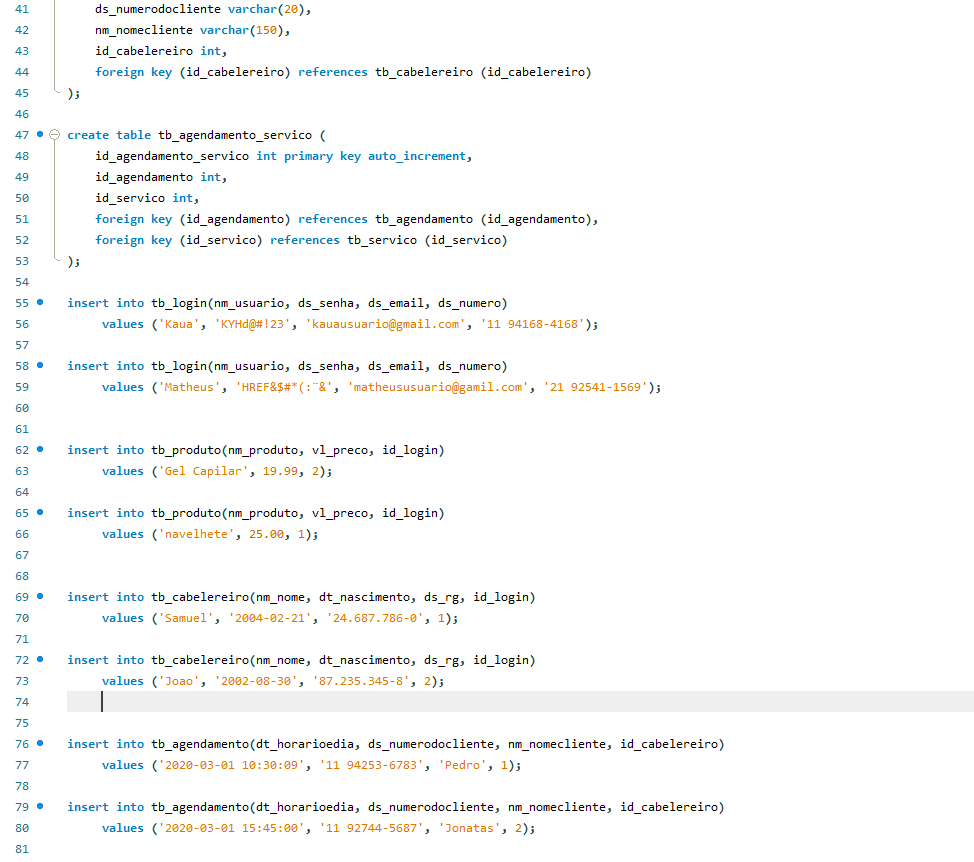 41 ds_numerodocliente varchar(20),
42 nm_nomecliente varchar(150),
43 id_cabelereiro int,
44 foreign key (id_cabelereiro) references tb_cabelereiro (id_cabelereiro)
45 );
46
47 create table tb_agendamento_servico (
48 id_agendamento_servico int primary key auto_increment,
49 id_agendamento int,
50 id_servico int,
51 foreign key (id_agendamento) references tb_agendamento (id_agendamento),
52 foreign key (id_servico) references tb_servico (id_servico)
53 );
54
55 insert into tb_login(nm_usuario, ds_senha, ds_email, ds_numero)
56 values ('Kaua', 'KYHd@#!23', 'kauausuario@gmail.com', '11 94168-4168');
57
58 insert into tb_login(nm_usuario, ds_senha, ds_email, ds_numero)
59 values ('Matheus', 'HREF&$#*(:¨&', 'matheususuario@gamil.com', '21 92541-1569');
60
61
62 insert into tb_produto(nm_produto, vl_preco, id_login)
63 values ('Gel Capilar', 19.99, 2);
64
65 insert into tb_produto(nm_produto, vl_preco, id_login)
66 values ('navelhete', 25.00, 1);
67
68
69 insert into tb_cabelereiro(nm_nome, dt_nascimento, ds_rg, id_login)
70 values ('Samuel', '2004-02-21', '24.687.786-0', 1);
71
72 insert into tb_cabelereiro(nm_nome, dt_nascimento, ds_rg, id_login)
73 values ('Joao', '2002-08-30', '87.235.345-8', 2);
74
75
76 insert into tb_agendamento(dt_horarioedia, ds_numerodocliente, nm_nomecliente, id_cabelereiro)
77 values ('2020-03-01 10:30:09', '11 94253-6783', 'Pedro', 1);
78
79 insert into tb_agendamento(dt_horarioedia, ds_numerodocliente, nm_nomecliente, id_cabelereiro)
80 values ('2020-03-01 15:45:00', '11 92744-5687', 'Jonatas', 2);
81